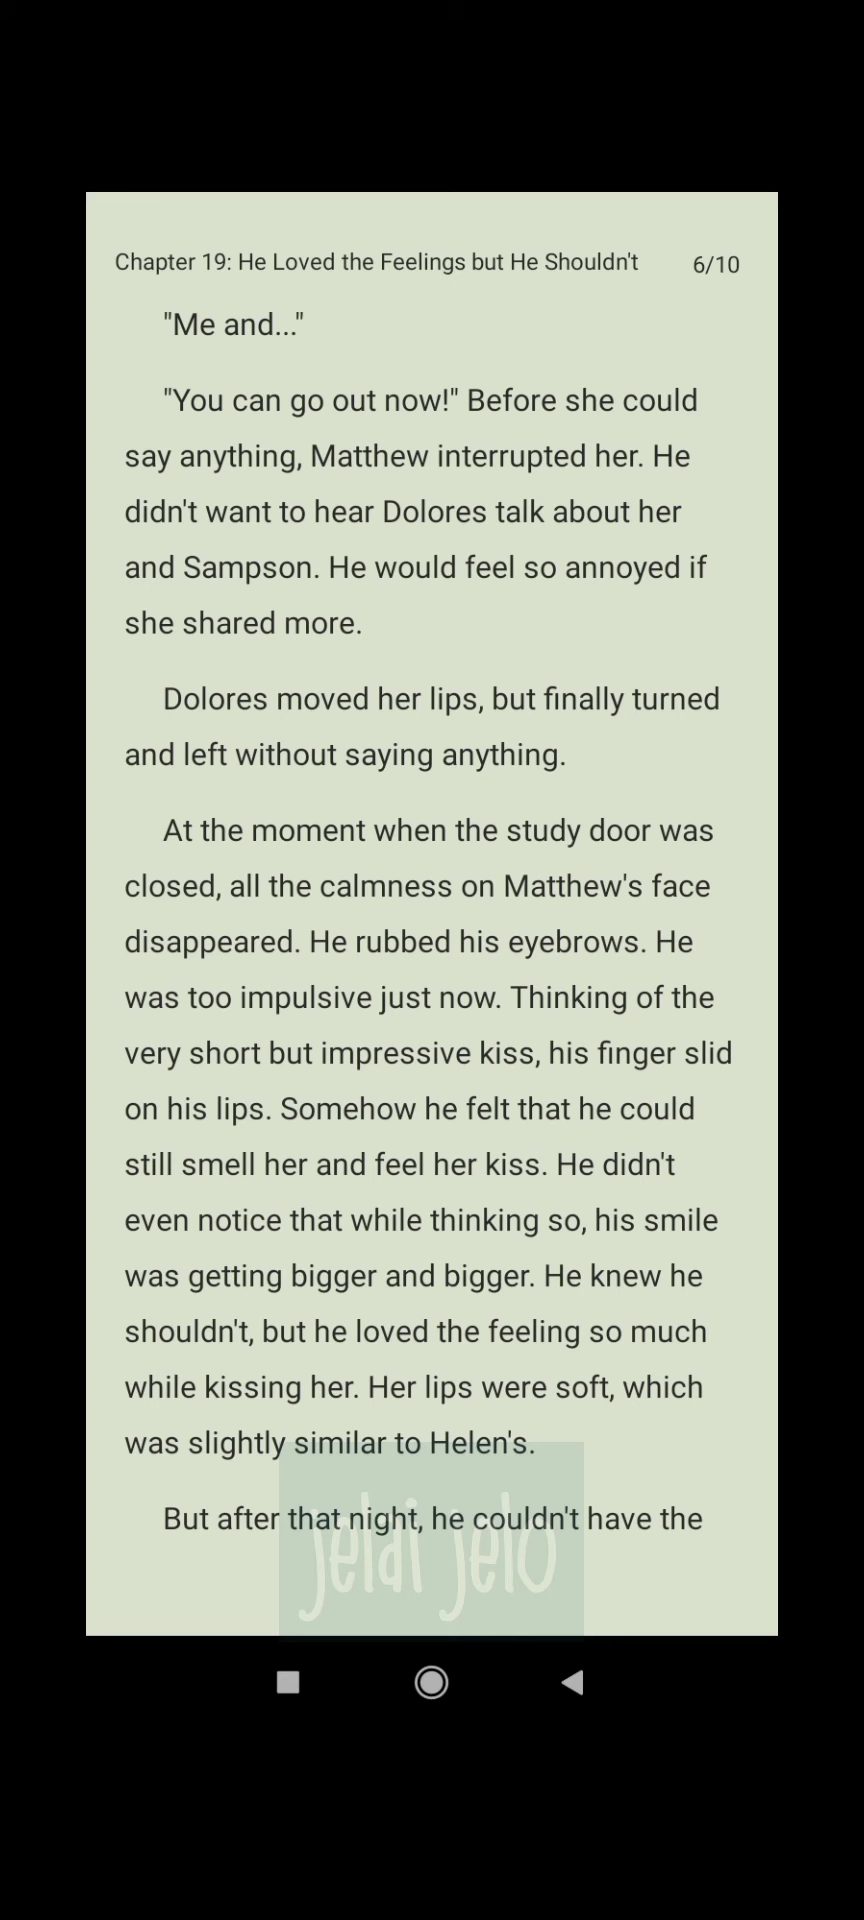 Chapter 19: He Loved the Feelings but He Shouldn't 6/10
"Me and..."
"You can go out now!" Before she could
say anything, Matthew interrupted her. He
didn't want to hear Dolores talk about her
and Sampson. He would feel so annoyed if
she shared more.
Dolores moved her lips, but finally turned
and left without saying anything.
At the moment when the study door was
closed, all the calmness on Matthew's face
disappeared. He rubbed his eyebrows. He
was too impulsive just now. Thinking of the
very short but impressive kiss, his finger slid
on his lips. Somehow he felt that he could
still smell her and feel her kiss. He didn't
even notice that while thinking so, his smile
was getting bigger and bigger. He knew he
shouldn't, but he loved the feeling so much
while kissing her. Her lips were soft, which
was slightly similar to Helen's.
But after that night, he couldn't have the
jelai jelo